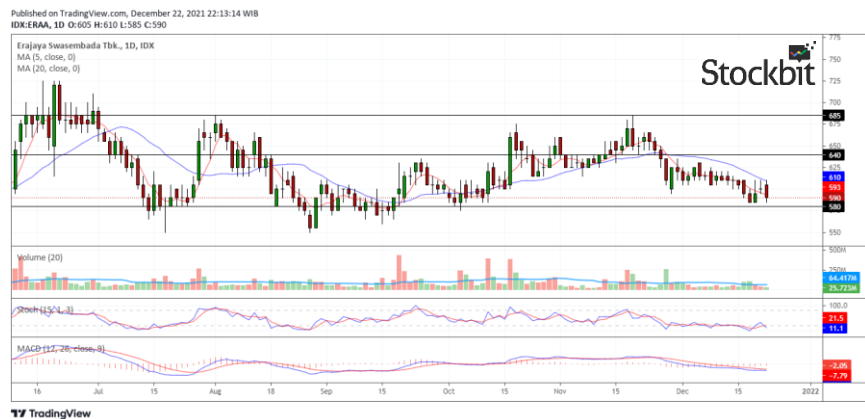 Published on TradingView.com, December 22, 2021 22:13:14 WIB
IDX:ERAA, 1D O:605 H:610 L:585 C:590
Erajaya Swasembada Tbk., 1D, IDX
MA (5, close, 0)
MA (20, close, 0)
Stockbit
775
750
725
700
685
675
640
625
610
593
590
580
550
Volume (20)
500M
250M
64.417M
25.723M
Stoch (15, 1, 3)
100,0
21.5
11.1
MACD (12, 26, close, 9)
-2.05
-7.79
16
Jul
15
Aug
18
Sep
15
Oct
18
Nov
15
Dec
15
2022
TradingView